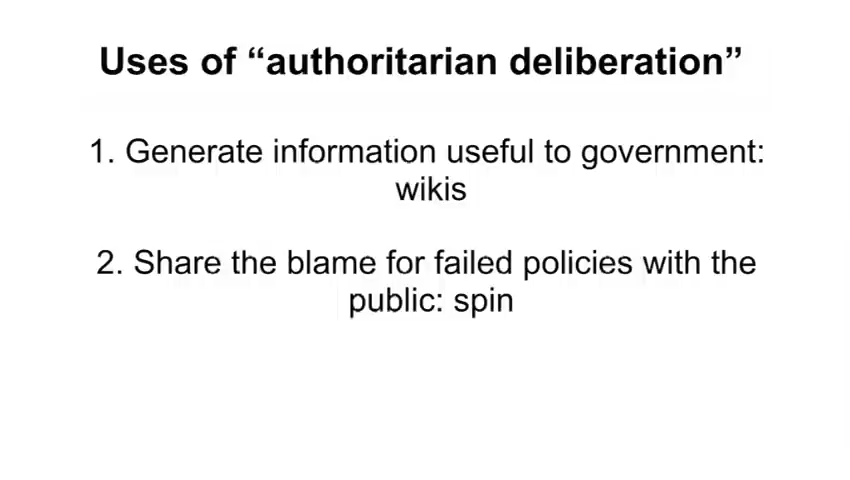 Uses of “authoritarian deliberation”
1. Generate information useful to government:
wikis
2. Share the blame for failed policies with the
public: spin